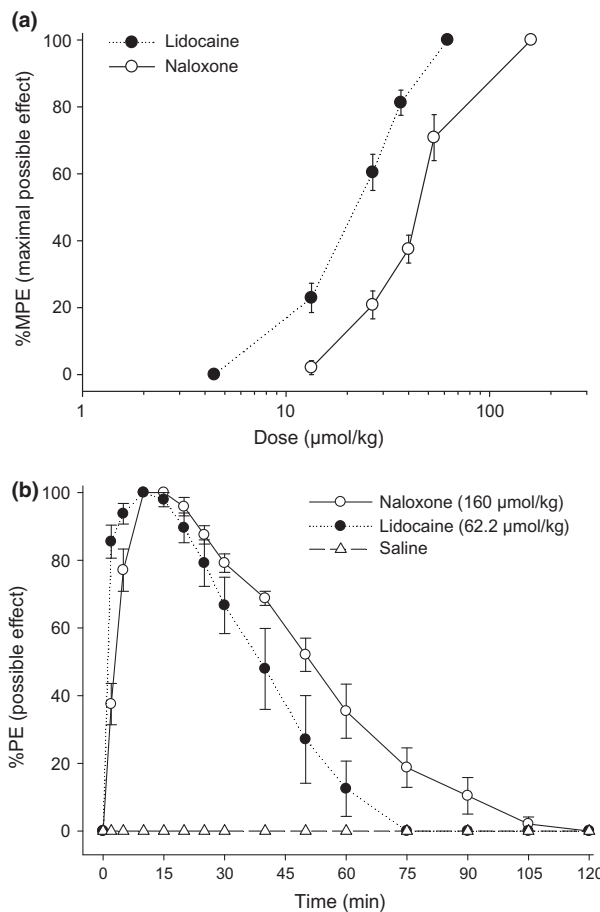 (a)
Lidocaine
Naloxone
%MPE (maximal possible effect)
100
80
60
40
20
0
1
10
100
Dose (μmol/kg)
(b)
Naloxone (160 μmol/kg)
Lidocaine (62.2 μmol/kg)
Saline
%PE (possible effect)
100
80
60
40
20
0
0
15
30
45
60
75
90
105
120
Time (min)